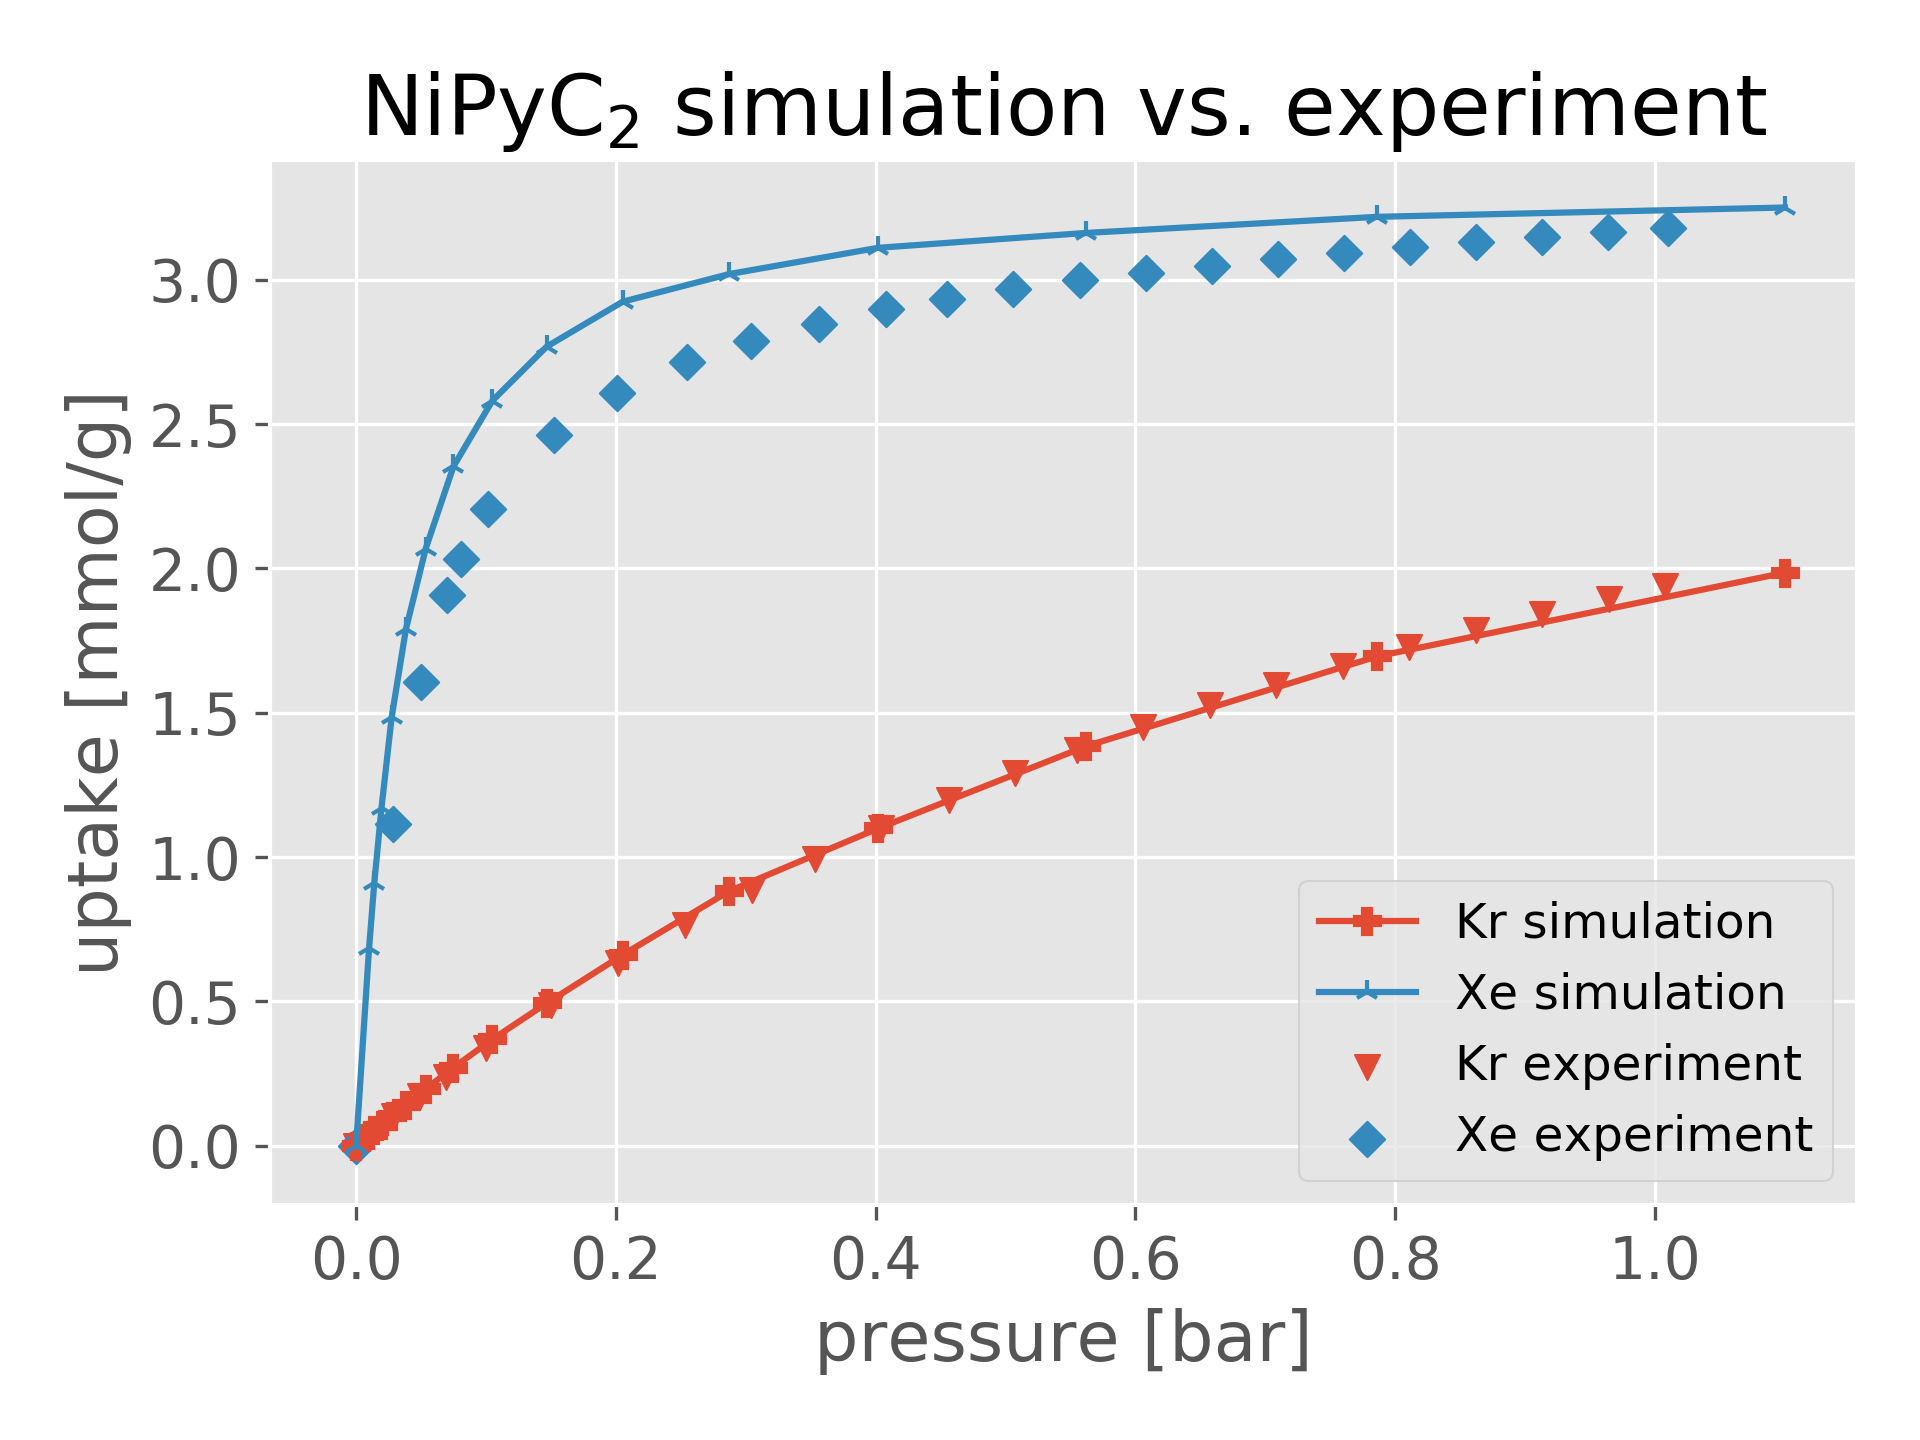 NiPyC₂ simulation vs. experiment
uptake [mmol/g]
3.0
2.5
2.0
1.5
1.0
0.5
0.0
Kr simulation
Xe simulation
Kr experiment
Xe experiment
0.0 0.2 0.4 0.6 0.8 1.0
pressure [bar]